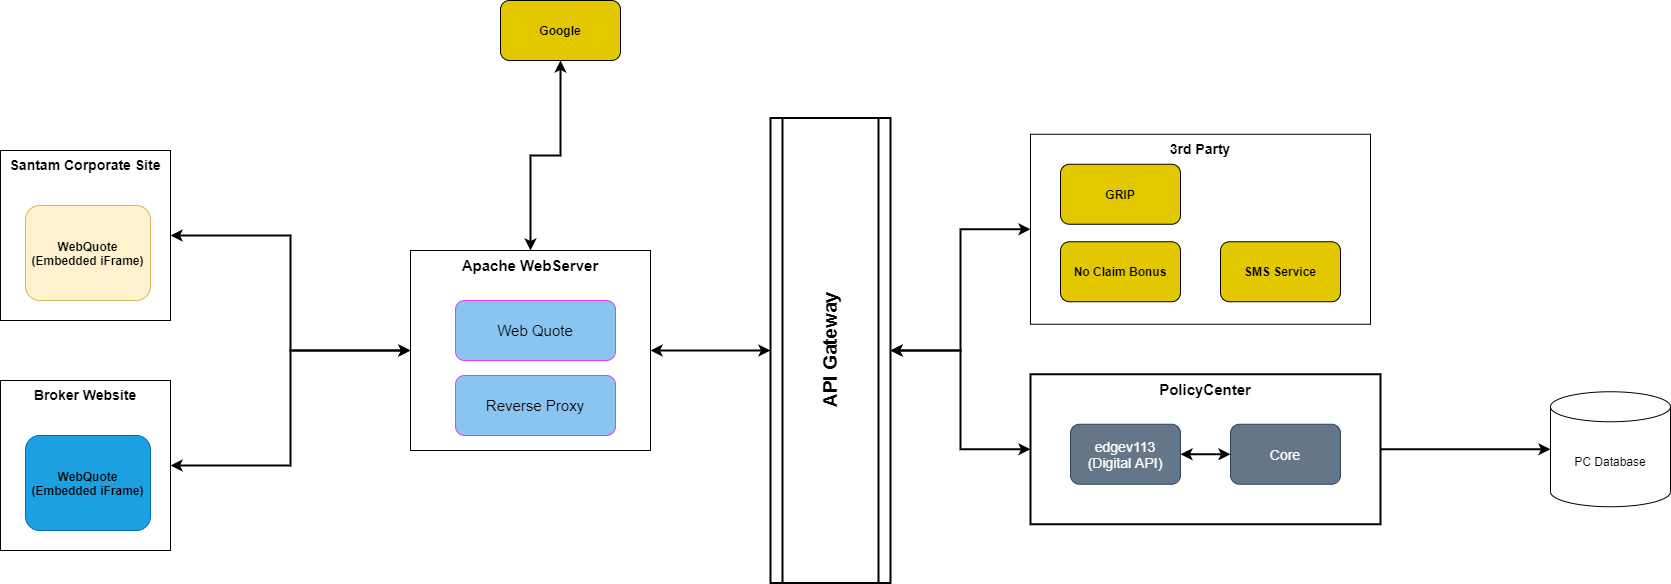 Google
Santam Corporate Site
WebQuote
(Embedded iFrame)
Broker Website
WebQuote
(Embedded iFrame)
Apache WebServer
Web Quote
Reverse Proxy
API Gateway
3rd Party
GRIP
No Claim Bonus
SMS Service
PolicyCenter
edgev113
(Digital API)
Core
PC Database